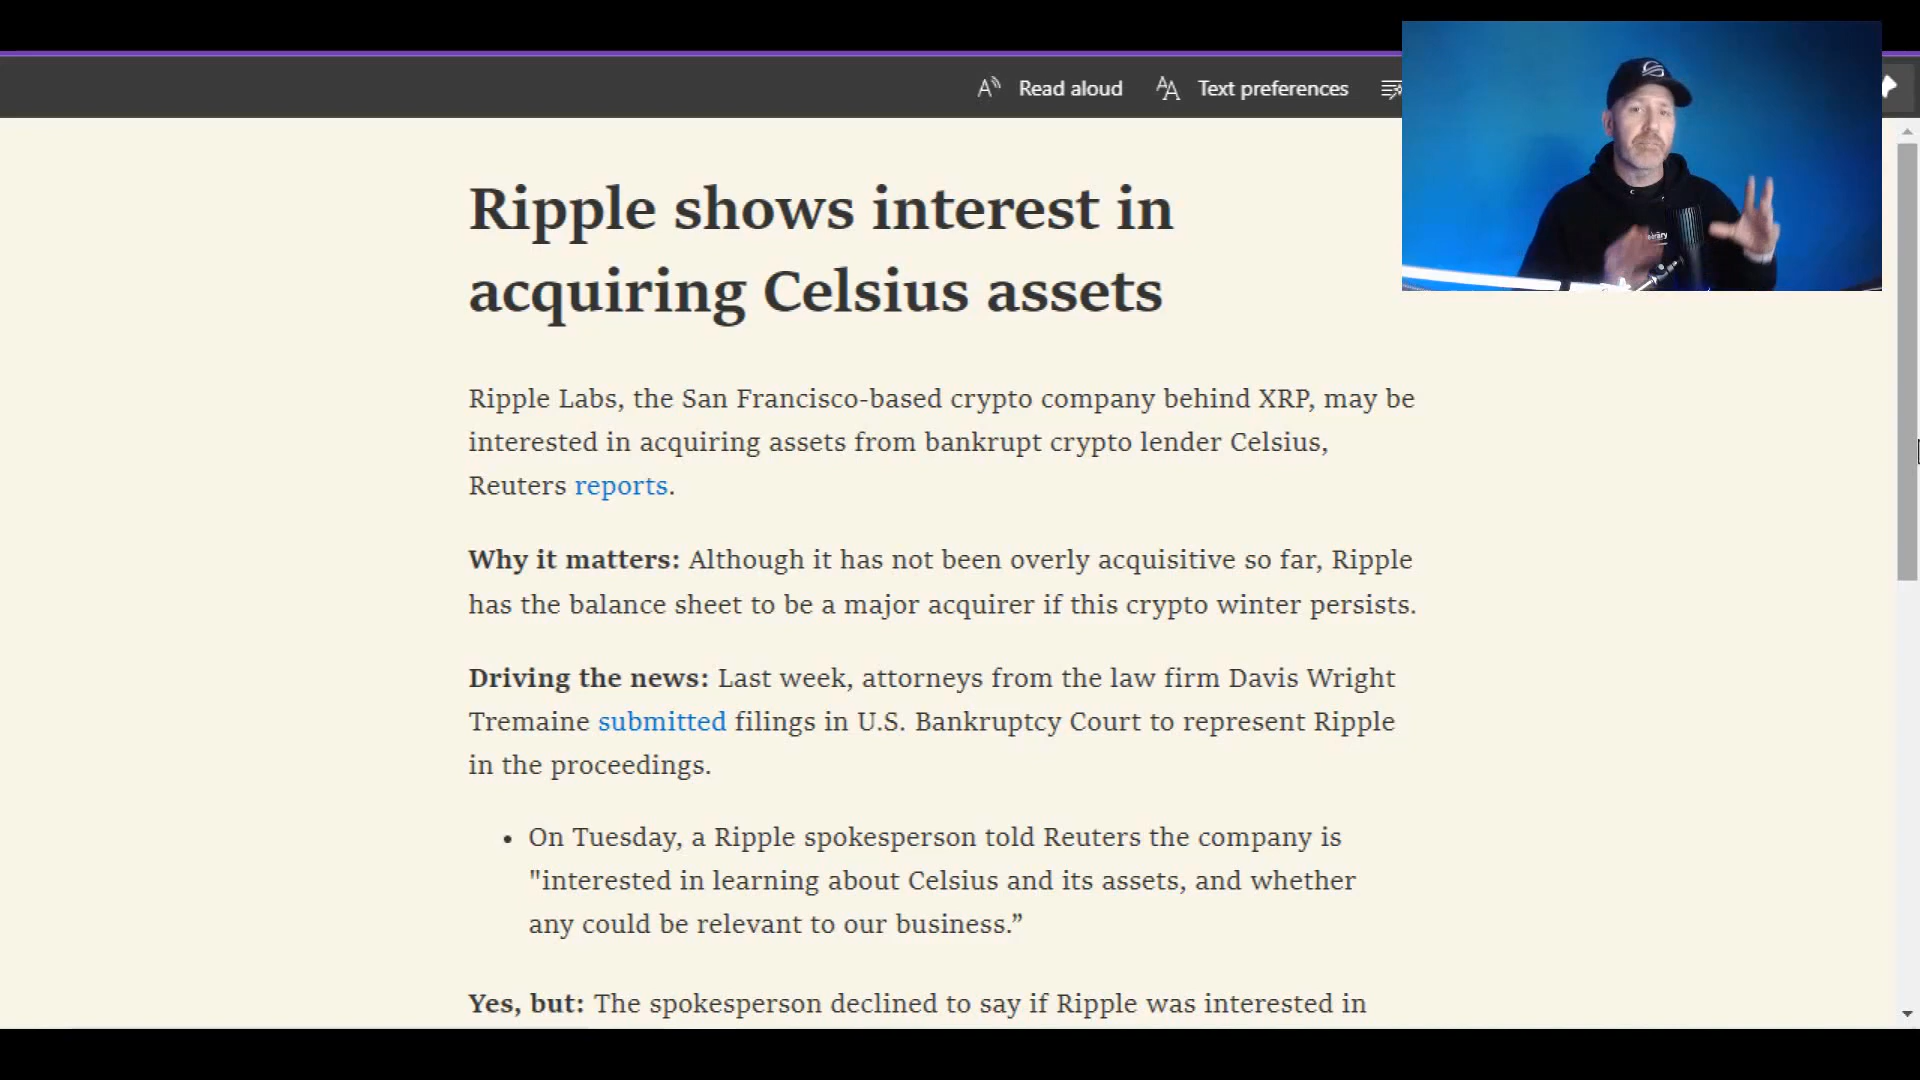 Read aloud
Text preferences
Ripple shows interest in
acquiring Celsius assets
Ripple Labs, the San Francisco-based crypto company behind XRP, may be
interested in acquiring assets from bankrupt crypto lender Celsius,
Reuters reports.
Why it matters: Although it has not been overly acquisitive so far, Ripple
has the balance sheet to be a major acquirer if this crypto winter persists.
Driving the news: Last week, attorneys from the law firm Davis Wright
Tremaine submitted filings in U.S. Bankruptcy Court to represent Ripple
in the proceedings.
• On Tuesday, a Ripple spokesperson told Reuters the company is
"interested in learning about Celsius and its assets, and whether
any could be relevant to our business.”
Yes, but: The spokesperson declined to say if Ripple was interested in